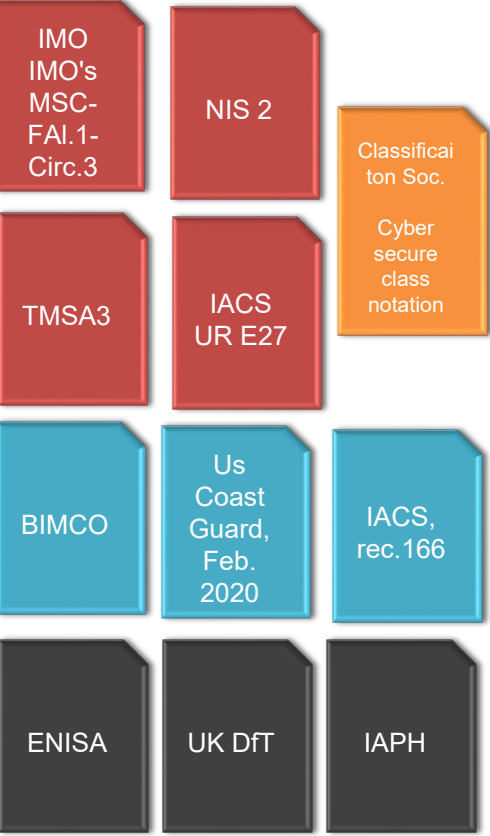 IMO
IMO's
MSC-
FAl.1-
Circ.3
NIS 2
Classificai
ton Soc.
Cyber
secure
class
notation
TMSA3
IACS
UR E27
BIMCO
Us
Coast
Guard,
Feb.
2020
IACS,
rec.166
ENISA
UK DfT
IAPH